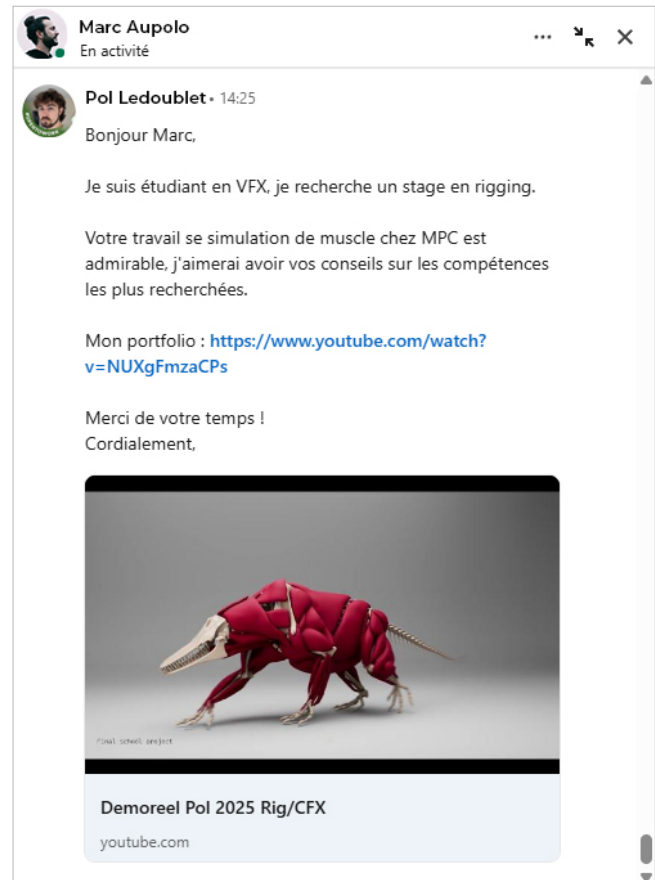 Marc Aupolo
En activité
Pol Ledoublet • 14:25
Bonjour Marc,
Je suis étudiant en VFX, je recherche un stage en rigging.
Votre travail se simulation de muscle chez MPC est
admirable, j'aimerai avoir vos conseils sur les compétences
les plus recherchées.
Mon portfolio : https://www.youtube.com/watch?
v=NUXgFmzaCPs
Merci de votre temps !
Cordialement,
Final school project
Demoreel Pol 2025 Rig/CFX
youtube.com